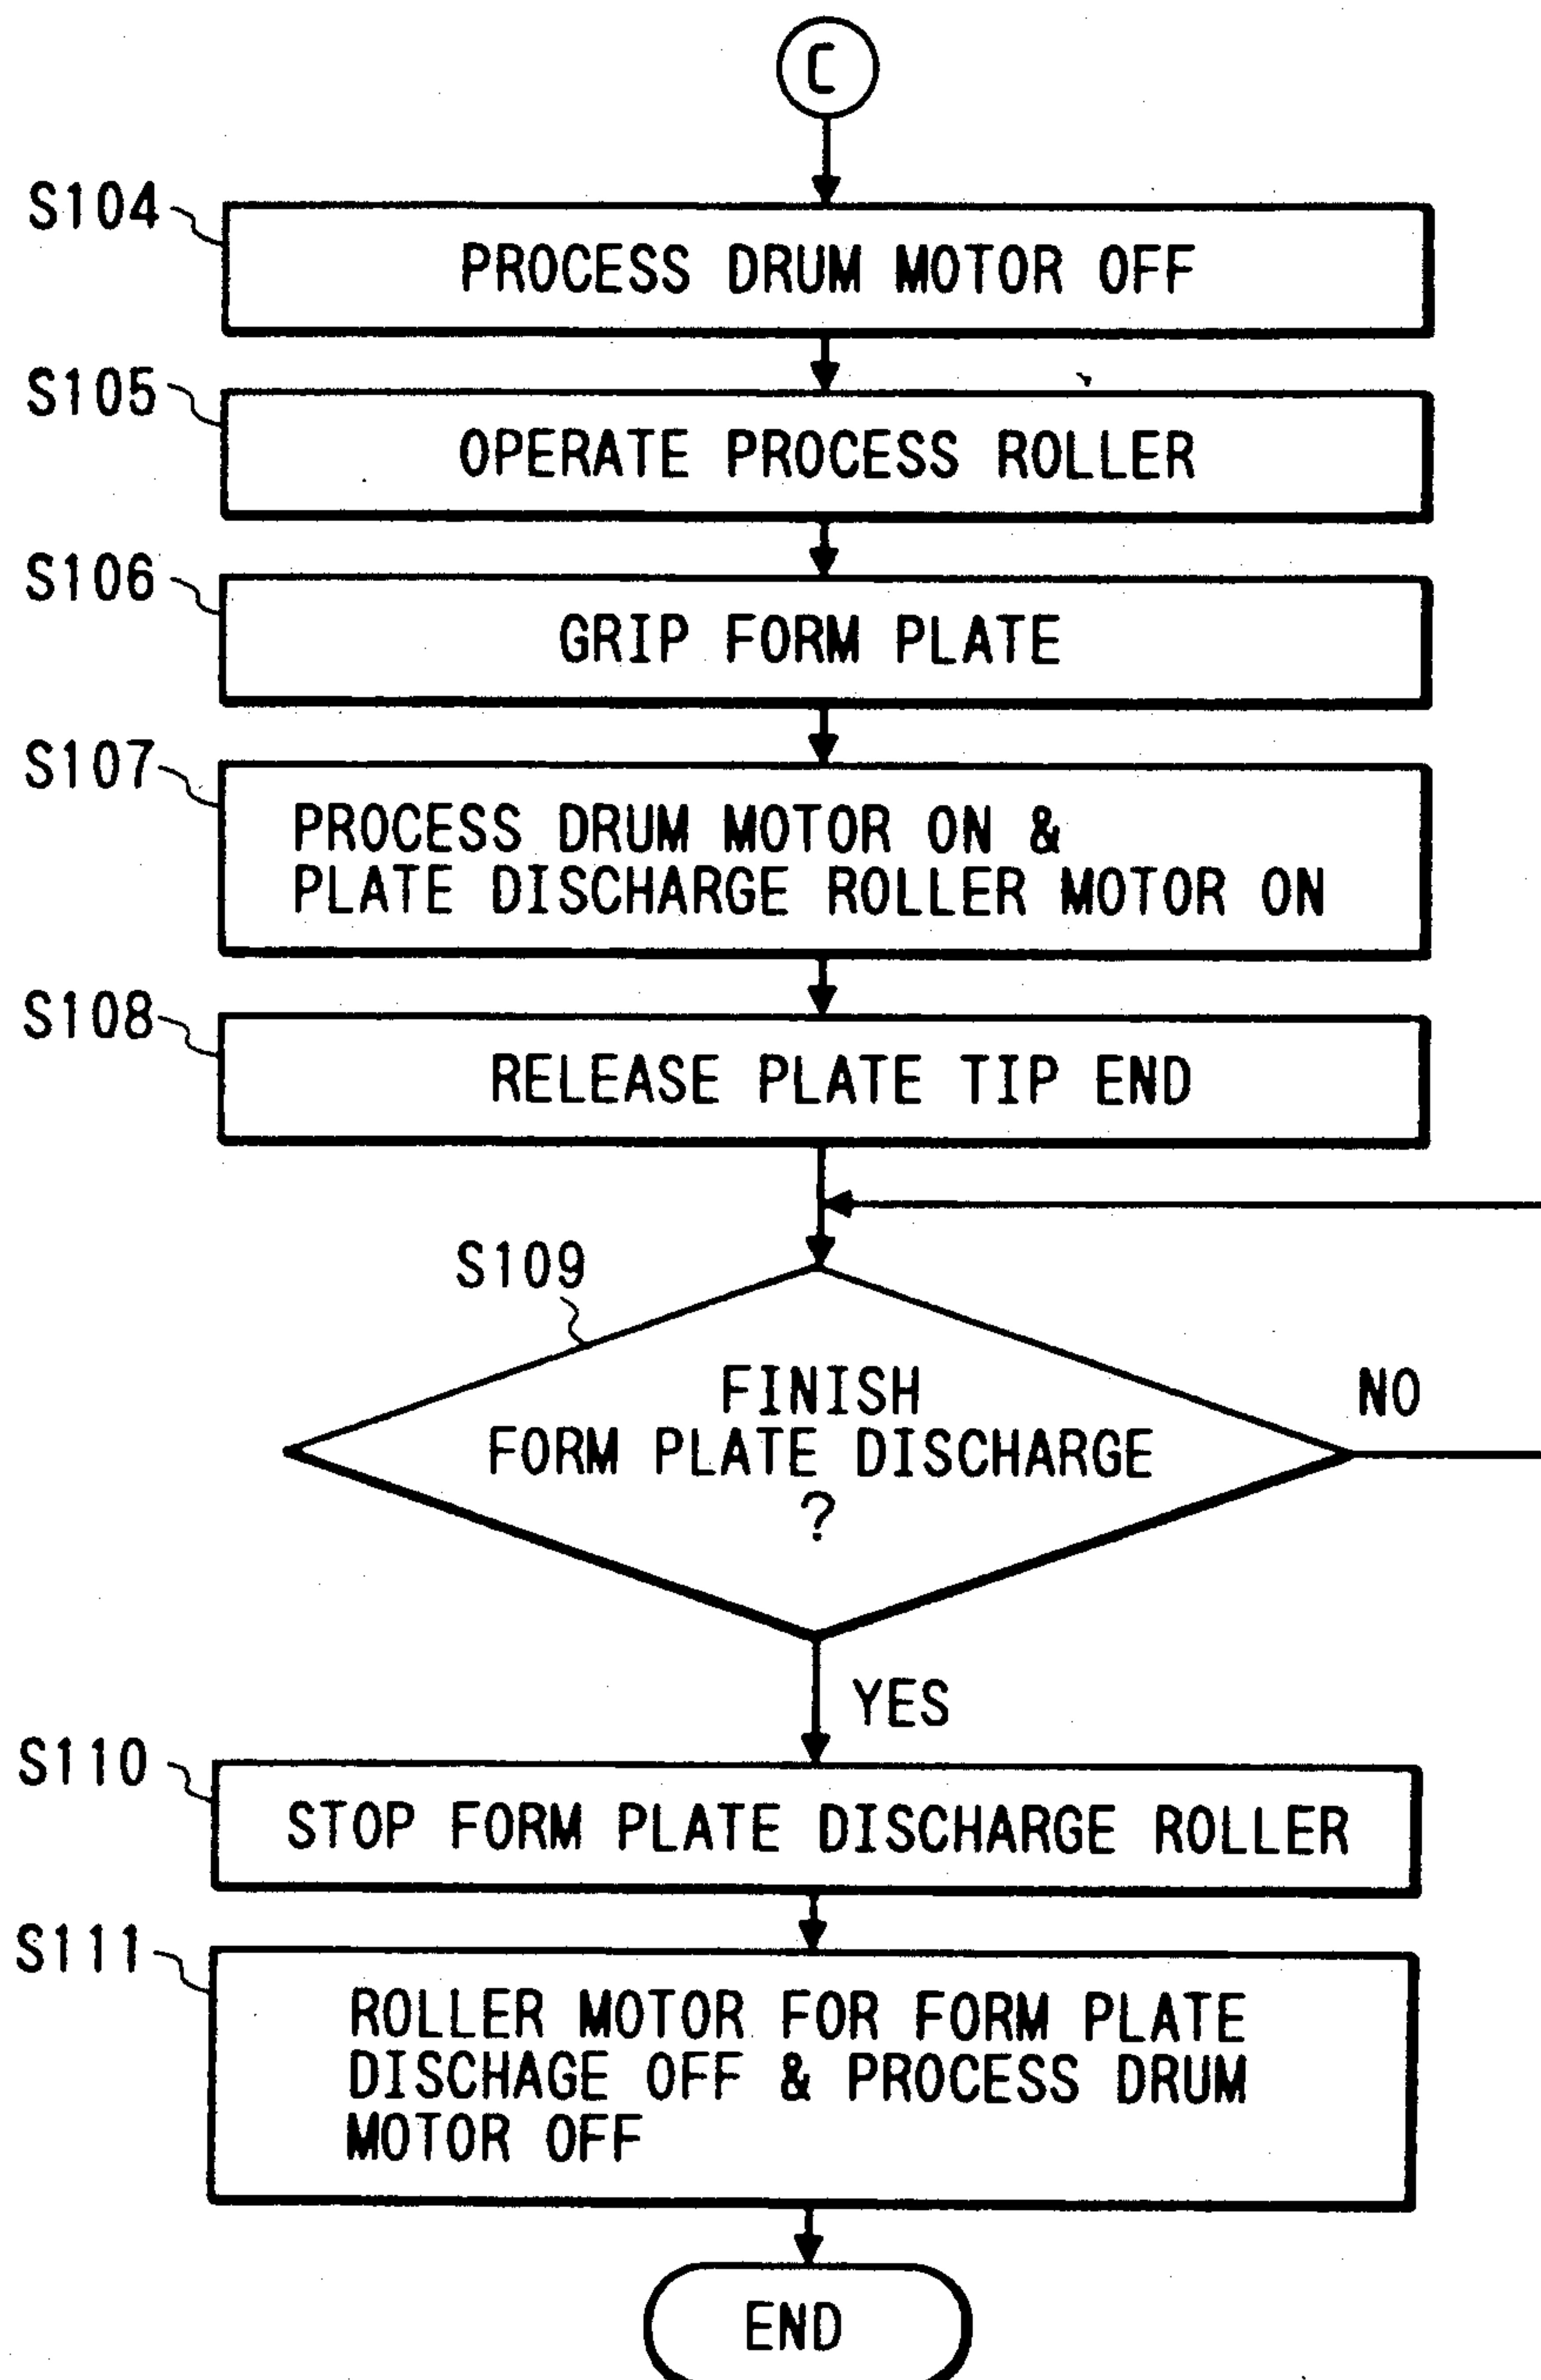 C
S104
PROCESS DRUM MOTOR OFF
S105
OPERATE PROCESS ROLLER
S106
GRIP FORM PLATE
S107
PROCESS DRUM MOTOR ON &
PLATE DISCHARGE ROLLER MOTOR ON
S108
RELEASE PLATE TIP END
S109
FINISH
FORM PLATE DISCHARGE
?
NO
YES
S110
STOP FORM PLATE DISCHARGE ROLLER
S111
ROLLER MOTOR FOR FORM PLATE
DISCHAGE OFF & PROCESS DRUM
MOTOR OFF
END